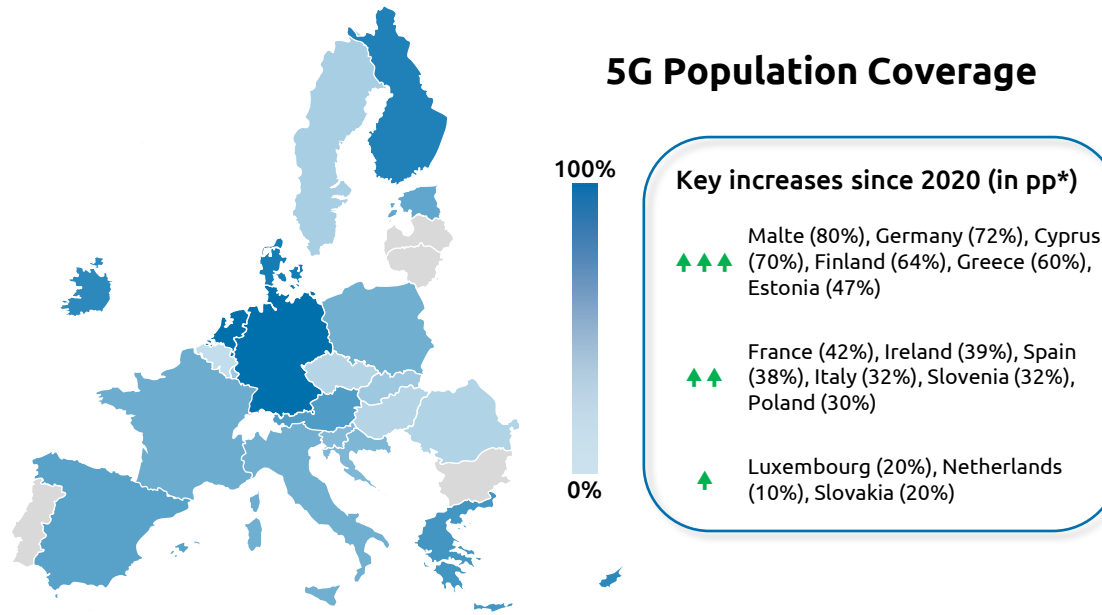 5G Population Coverage
100%
0%
Key increases since 2020 (in pp*)
Malte (80%), Germany (72%), Cyprus
(70%), Finland (64%), Greece (60%),
Estonia (47%)
France (42%), Ireland (39%), Spain
(38%), Italy (32%), Slovenia (32%),
Poland (30%)
Luxembourg (20%), Netherlands
(10%), Slovakia (20%)